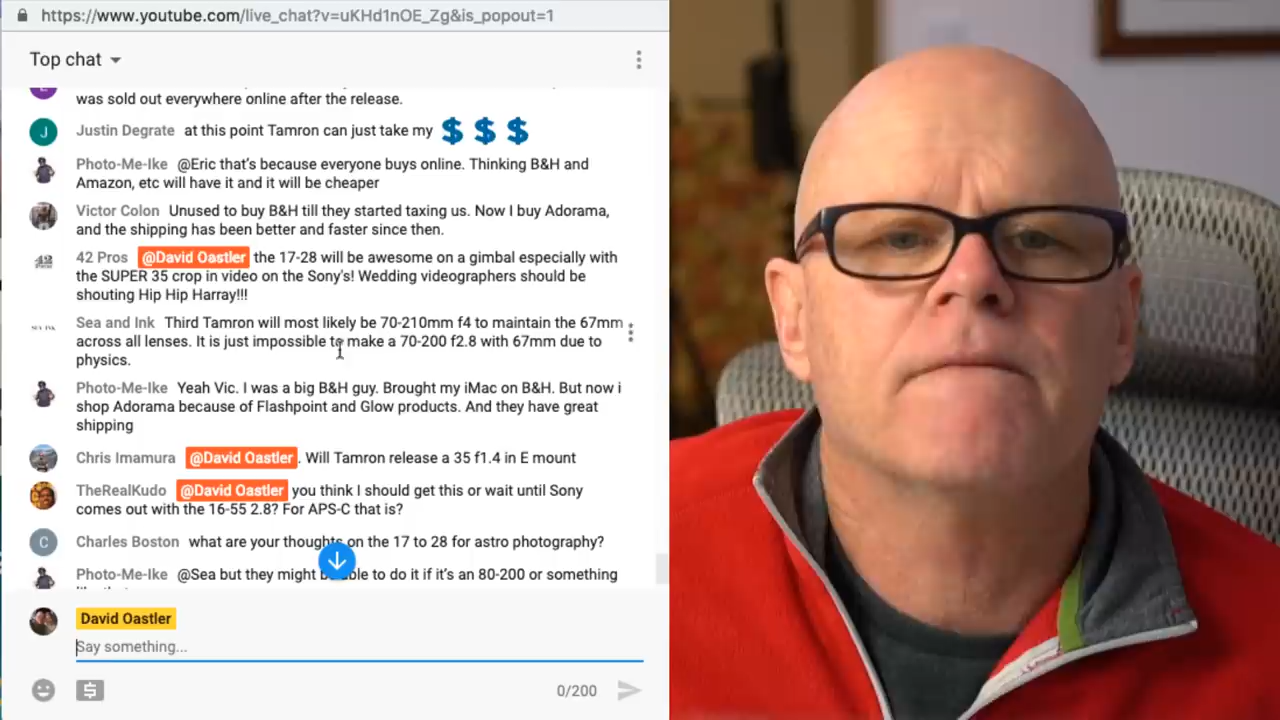 https://www.youtube.com/live_chat?v=uKHd1nOE_Zg&is_popout=1
Top chat
was sold out everywhere online after the release.
J Justin Degrate at this point Tamron can just take my $ $ $
Photo-Me-Ike @Eric that's because everyone buys online. Thinking B&H and
Amazon, etc will have it and it will be cheaper
Victor Colon Unused to buy B&H till they started taxing us. Now I buy Adorama,
and the shipping has been better and faster since then.
42 Pros @David Oastler the 17-28 will be awesome on a gimbal especially with
the SUPER 35 crop in video on the Sony's! Wedding videographers should be
shouting Hip Hip Harray!!!
Sea and Ink Third Tamron will most likely be 70-210mm f4 to maintain the 67mm
across all lenses. It is just impossible to make a 70-200 f2.8 with 67mm due to
physics.
Photo-Me-Ike Yeah Vic. I was a big B&H guy. Brought my iMac on B&H. But now i
shop Adorama because of Flashpoint and Glow products. And they have great
shipping
Chris Imamura @David Oastler. Will Tamron release a 35 f1.4 in E mount
TheRealKudo @David Oastler you think I should get this or wait until Sony
comes out with the 16-55 2.8? For APS-C that is?
C Charles Boston what are your thoughts on the 17 to 28 for astro photography?
Photo-Me-Ike @Sea but they might be able to do it if it's an 80-200 or something
David Oastler
Say something...
0/200